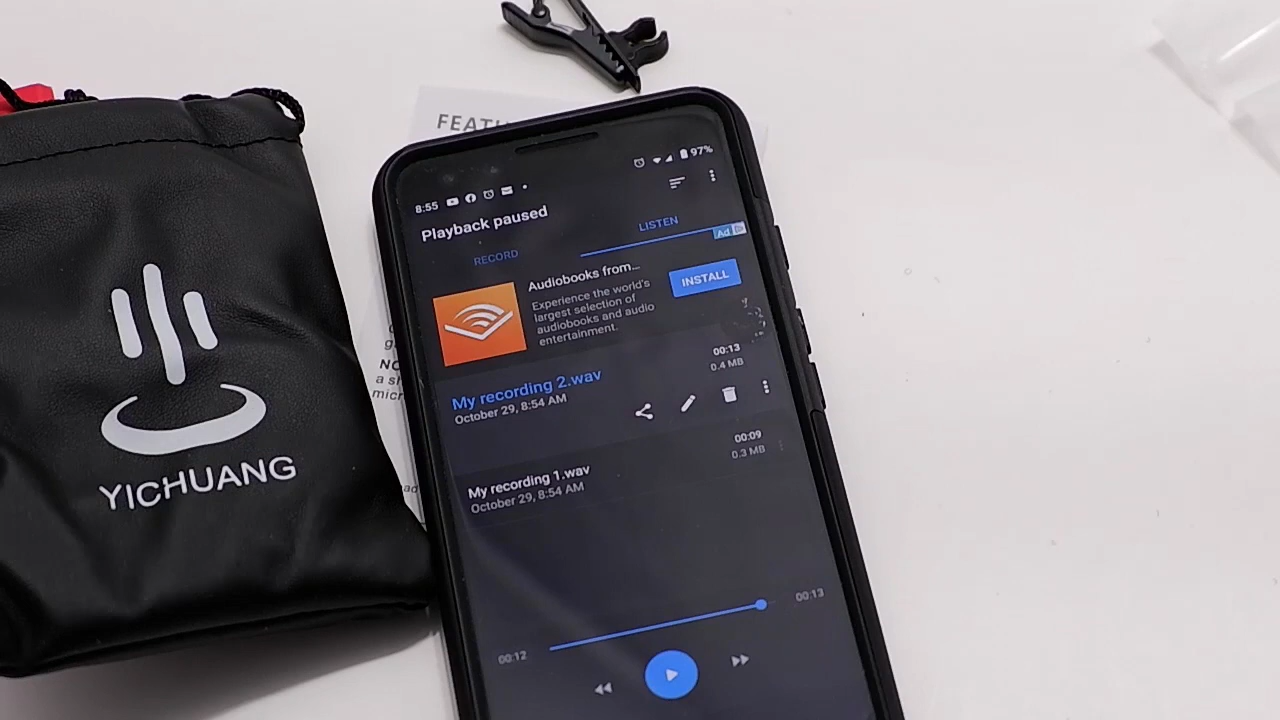 FEATU
8:55
97%
Playback paused
RECORD
LISTEN
Ad
Audiobooks from...
Experience the world's
largest selection of
audiobooks and audio
entertainment.
INSTALL
My recording 2.wav
October 29, 8:54 AM
00:13
0.4 MB
My recording 1.wav
October 29, 8:54 AM
00:09
0.3 MB
00:12
00:13
YICHUANG
NO
a s
micr